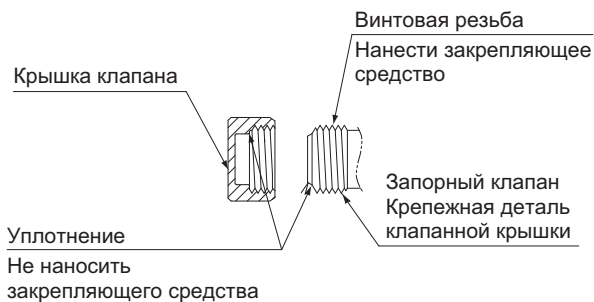 Винтовая резьба
Нанести закрепляющее
средство
Крышка клапана
Запорный клапан
Крепежная деталь
клапанной крышки
Уплотнение
Не наносить
закрепляющего средства